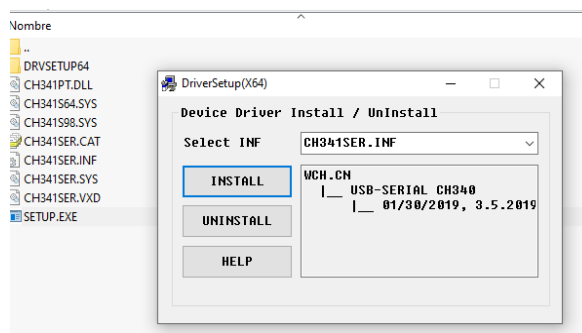 Nombre
..
DRVSETUP64
CH341PT.DLL
CH341S64.SYS
CH341S98.SYS
CH341SER.CAT
CH341SER.INF
CH341SER.SYS
CH341SER.VXD
SETUP.EXE
DriverSetup(X64)
Device Driver Install / UnInstall
Select INF
CH341SER.INF
INSTALL
UNINSTALL
HELP
WCH.CN
|__ USB-SERIAL CH340
|__ 01/30/2019, 3.5.2019